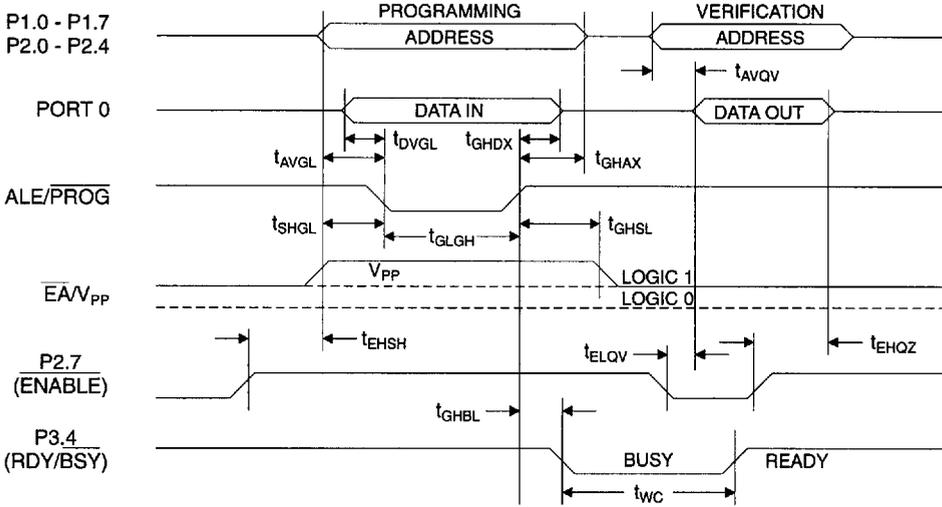 PROGRAMMING
VERIFICATION
P1.0 - P1.7
P2.0 - P2.4
ADDRESS
ADDRESS
tAVQV
PORT 0
DATA IN
DATA OUT
tDVGL
tGHDX
tAVGL
tGHAX
ALE/PROG
tSHGL
tGLGH
tGHSL
VPP
LOGIC 1
EA/VPP
LOGIC 0
tEHSH
tELQV
tEHQZ
P2.7
(ENABLE)
tGHBL
P3.4
(RDY/BSY)
BUSY
READY
tWC